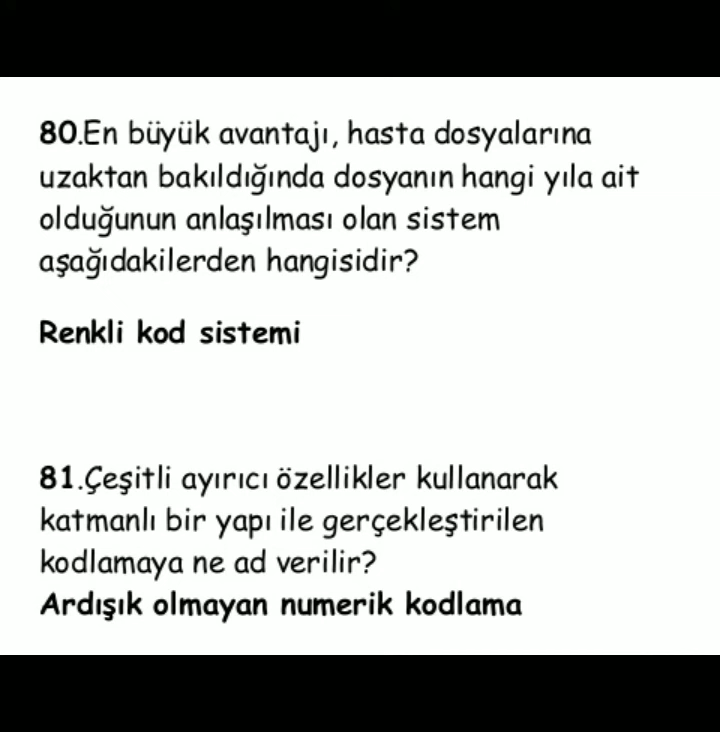 80.En büyük avantajı, hasta dosyalarına
uzaktan bakıldığında dosyanın hangi yıla ait
olduğunun anlaşılması olan sistem
aşağıdakilerden hangisidir?
Renkli kod sistemi
81.Çeşitli ayırıcı özellikler kullanarak
katmanlı bir yapı ile gerçekleştirilen
kodlamaya ne ad verilir?
Ardışık olmayan numerik kodlama